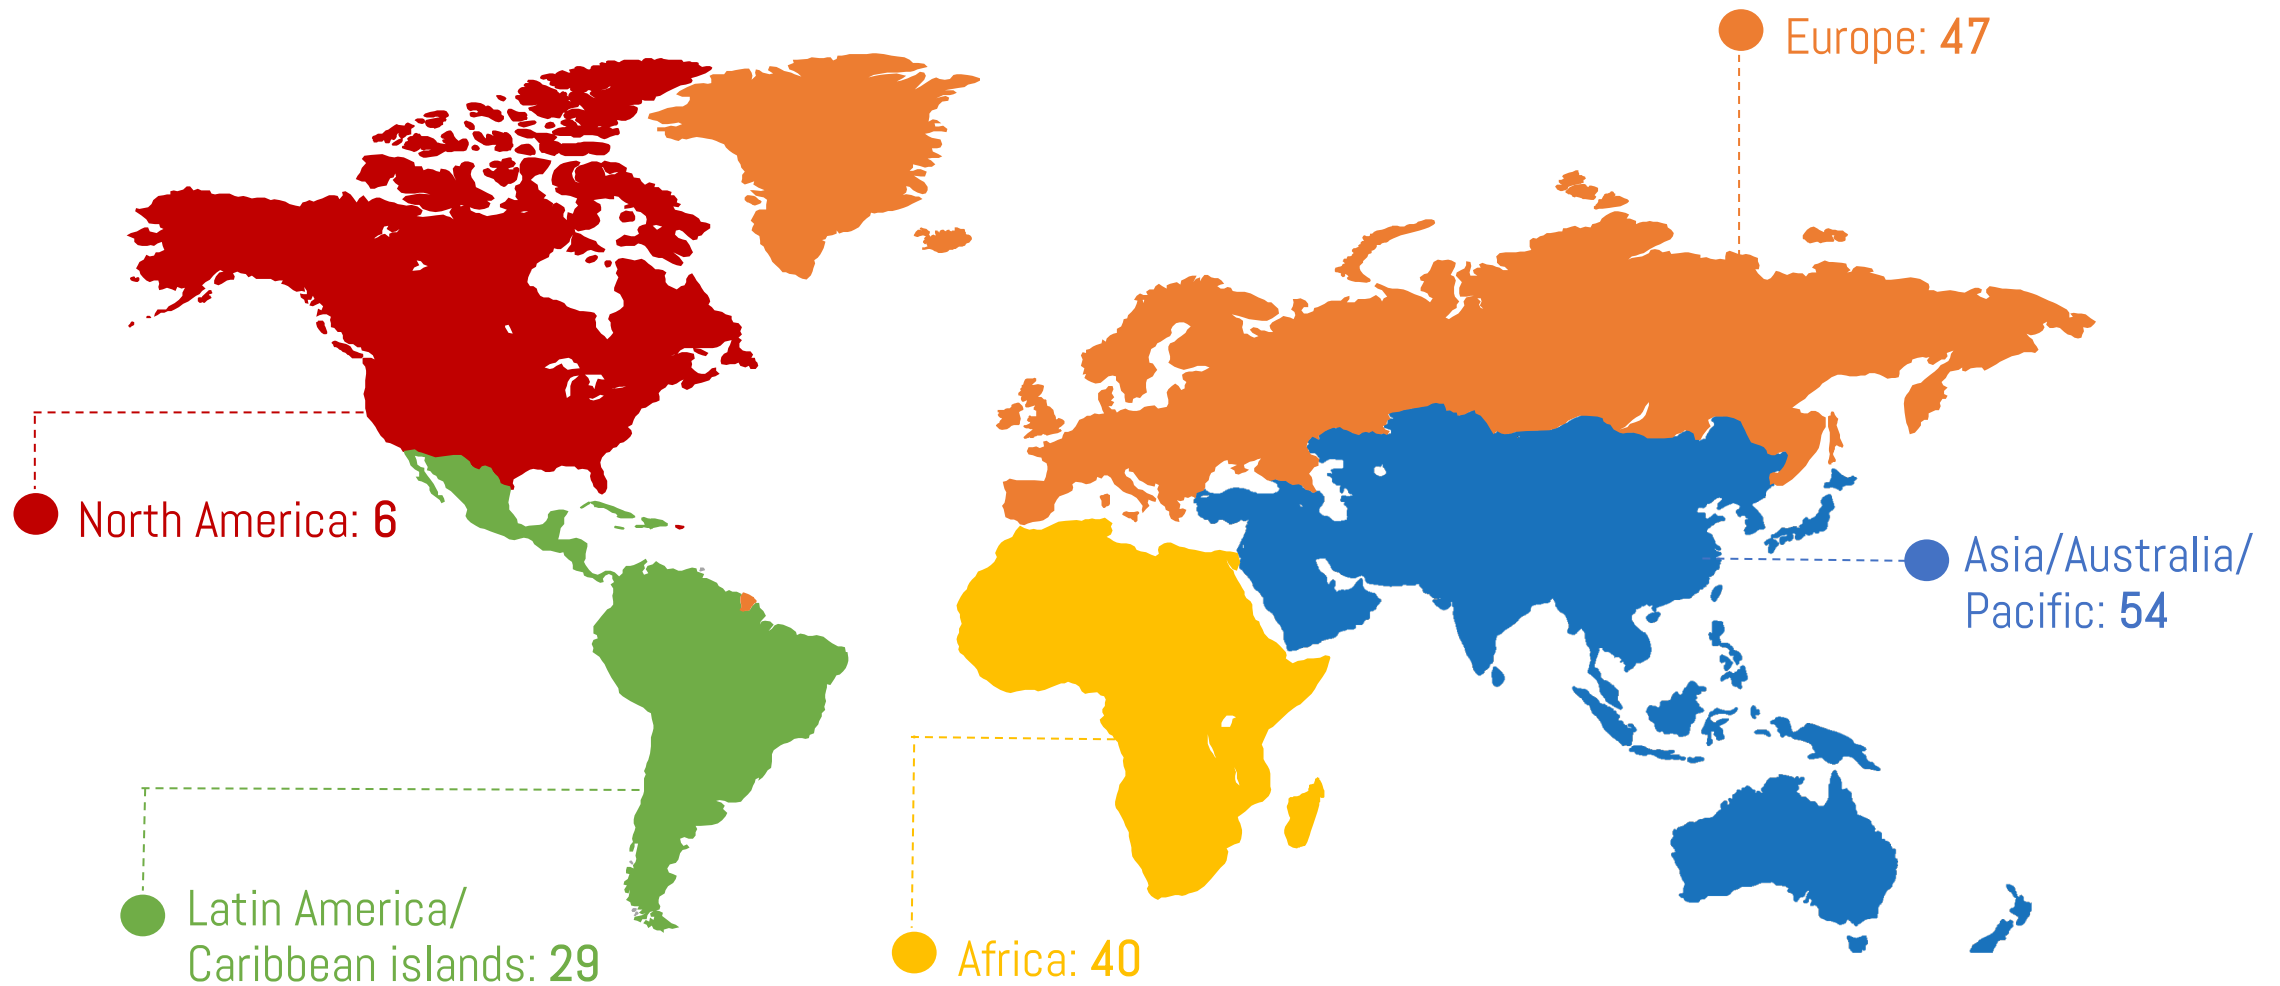 Europe: 47
North America: 6
Asia/Australia/
Pacific: 54
Latin America/
Caribbean islands: 29
Africa: 40